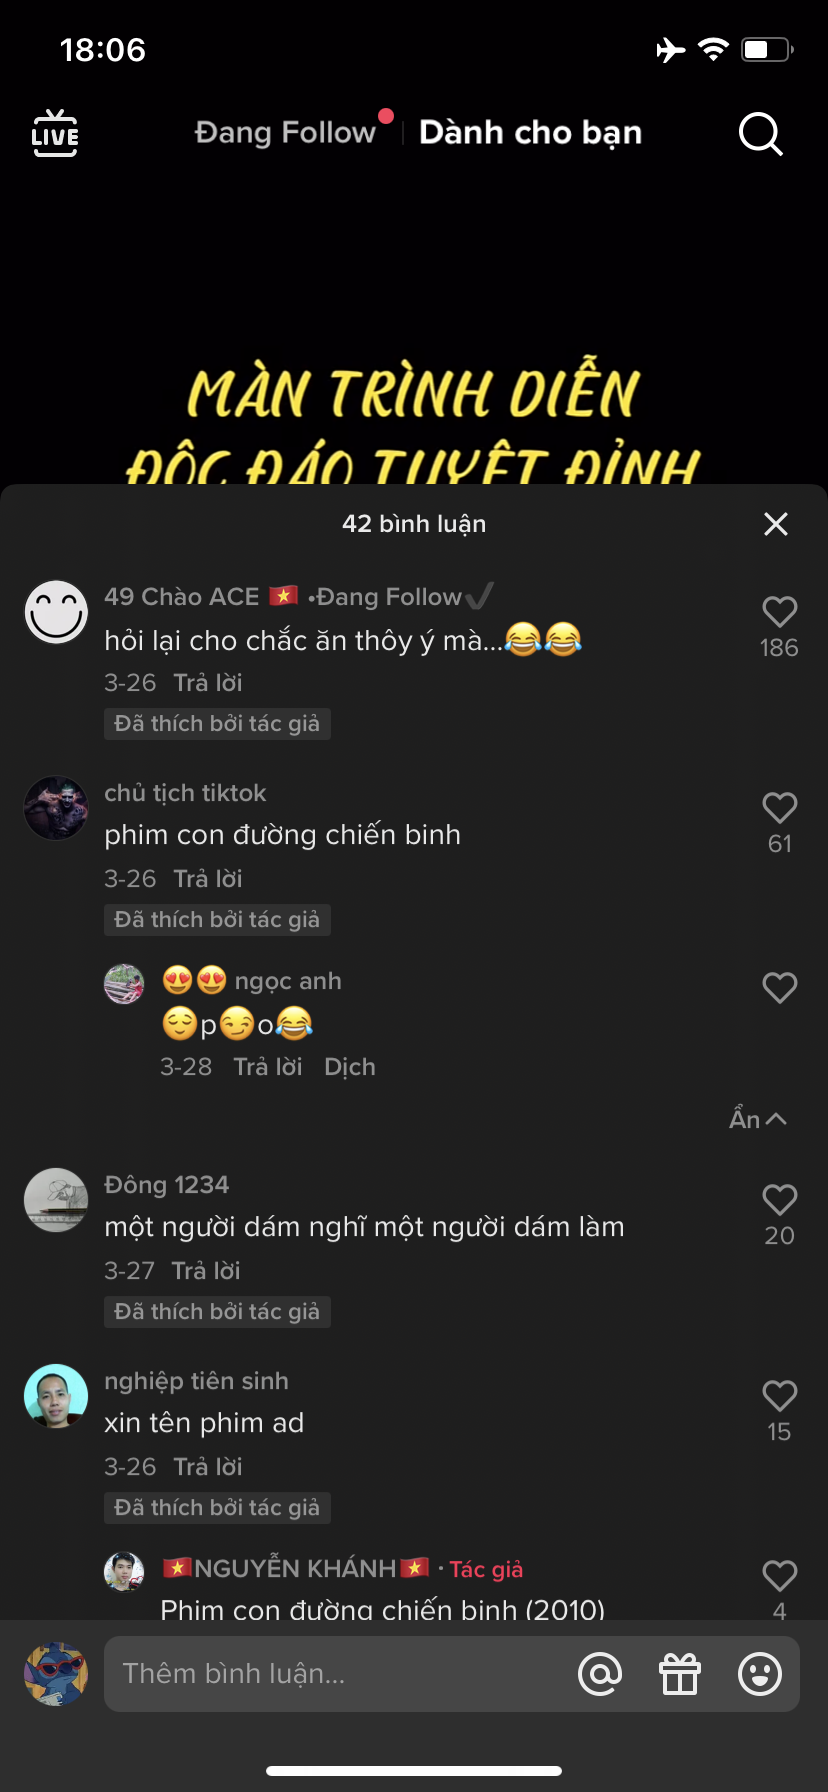 18:06
LIVE
Đang Follow
Dành cho bạn
MÀN TRÌNH DIỄN
ĐỘC ĐÁO TUYỆT ĐỈNH
42 bình luận
49 Chào ACE 🇻🇳 •Đang Follow✔
hỏi lại cho chắc ăn thôy ý mà...😂😂
186
3-26 Trả lời
Đã thích bởi tác giả
chủ tịch tiktok
phim con đường chiến binh
61
3-26 Trả lời
Đã thích bởi tác giả
😍😍 ngọc anh
😌p😏o😂
3-28 Trả lời Dịch
Ẩn
Đông 1234
một người dám nghĩ một người dám làm
20
3-27 Trả lời
Đã thích bởi tác giả
nghiệp tiên sinh
xin tên phim ad
15
3-26 Trả lời
Đã thích bởi tác giả
🇻🇳NGUYỄN KHÁNH🇻🇳 · Tác giả
Phim con đường chiến binh (2010)
4
Thêm bình luận...